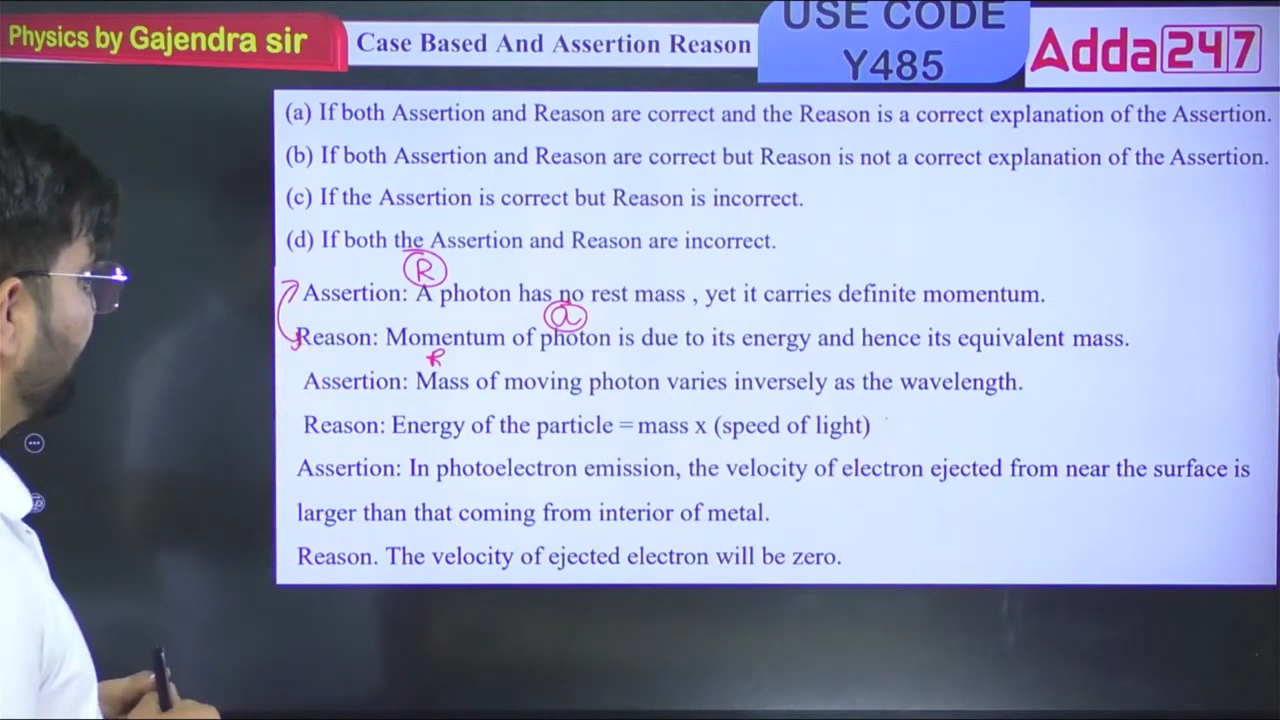 Physics by Gajendra sir
Case Based And Assertion Reason
USE CODE
Y485
Adda247
(a) If both Assertion and Reason are correct and the Reason is a correct explanation of the Assertion.
(b) If both Assertion and Reason are correct but Reason is not a correct explanation of the Assertion.
(c) If the Assertion is correct but Reason is incorrect.
(d) If both the Assertion and Reason are incorrect.
R
Assertion: A photon has no rest mass , yet it carries definite momentum.
a
Reason: Momentum of photon is due to its energy and hence its equivalent mass.
Assertion: Mass of moving photon varies inversely as the wavelength.
Reason: Energy of the particle = mass x (speed of light)
Assertion: In photoelectron emission, the velocity of electron ejected from near the surface is
larger than that coming from interior of metal.
Reason. The velocity of ejected electron will be zero.